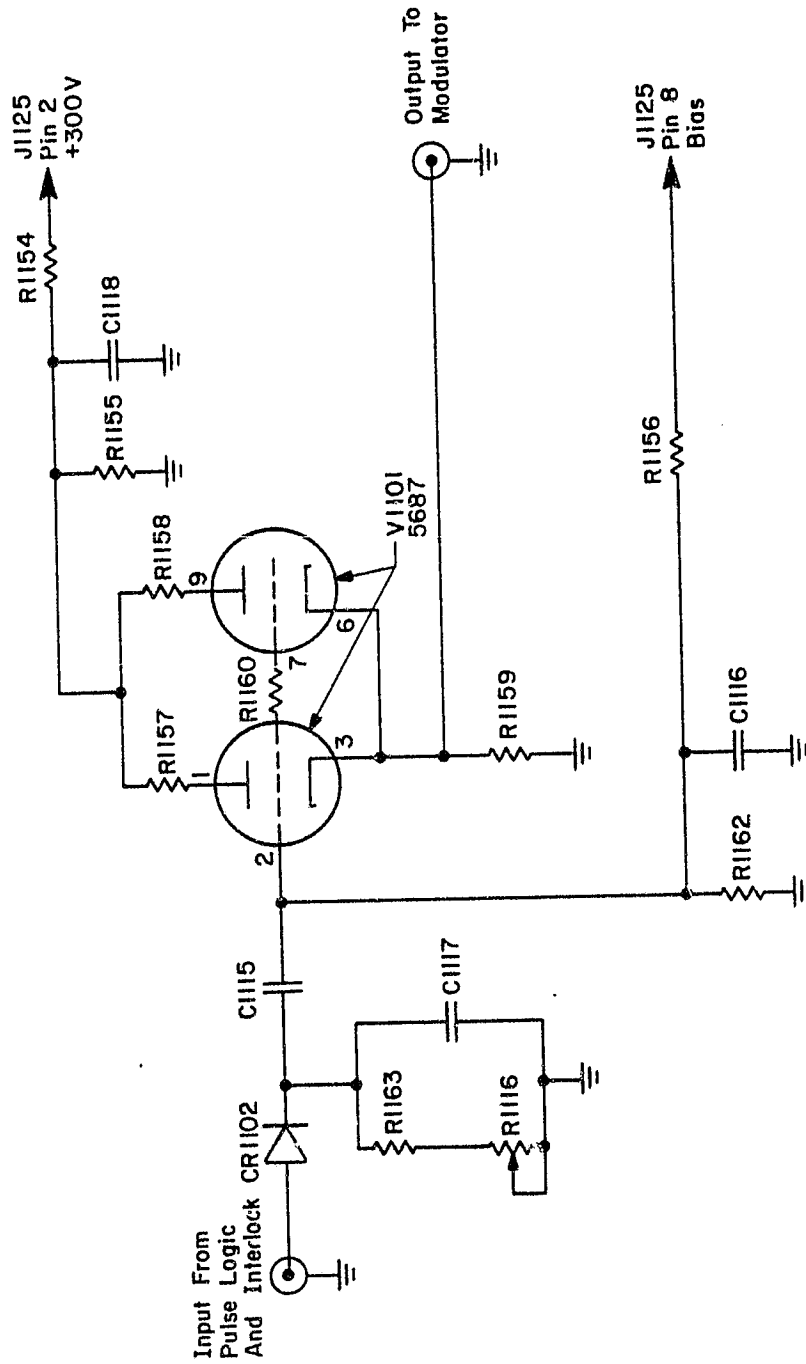 J1125
Pin 2
+300V
R1154
C1118
R1155
R1158
9
R1157
1
R1160
7
6
V1101
5687
2
3
Output To
Modulator
R1159
C1115
Input From
Pulse Logic
And Interlock
CR1102
R1163
C1117
R1116
R1156
J1125
Pin 8
Bias
C1116
R1162